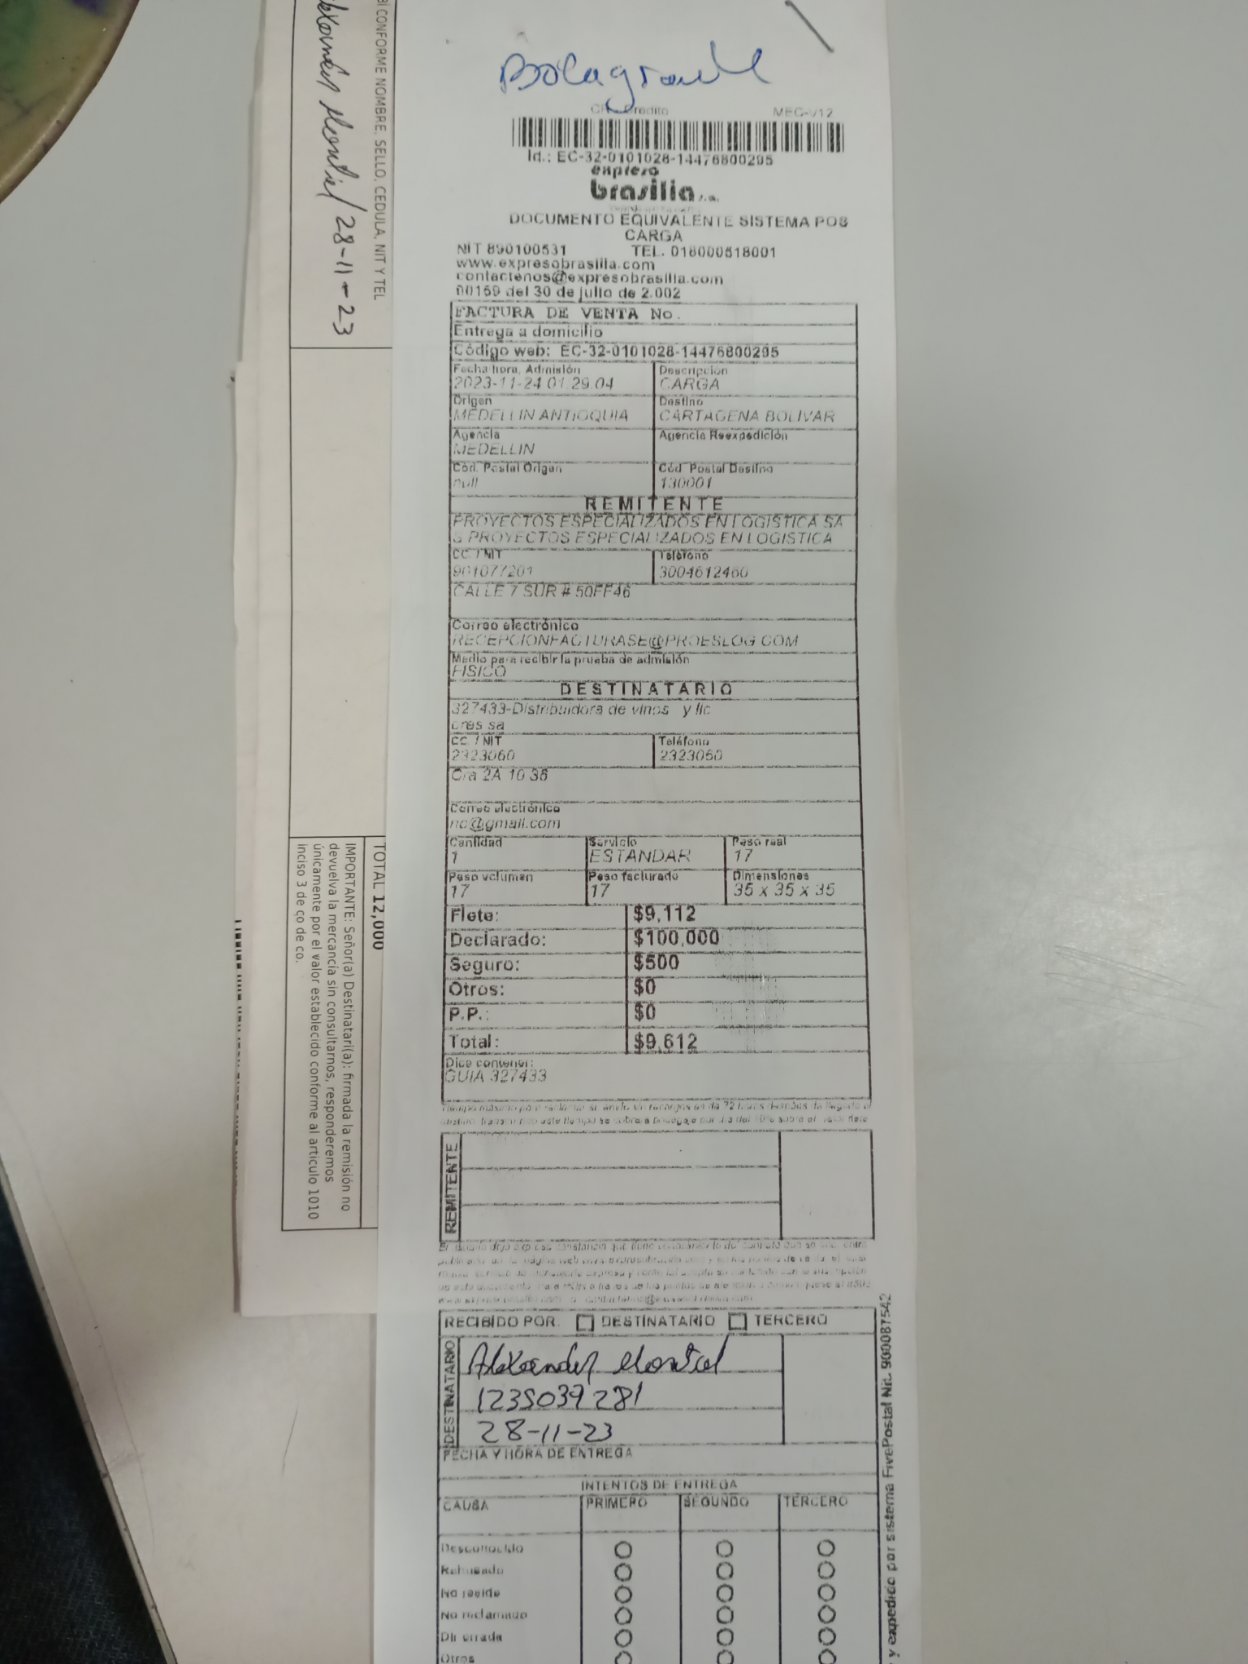 Bocagrande
Crédito MEC-V12
Id.: EC-32-0101028-14476800295
expreso
brasilia s.a.
DOCUMENTO EQUIVALENTE SISTEMA POS
CARGA
NIT 890100531 TEL. 018000518001
www.expresobrasilia.com
contactenos@expresobrasilia.com
00159 del 30 de julio de 2.002
FACTURA DE VENTA No.
Entrega a domicilio
Código web: EC-32-0101028-14476800295
Fecha hora, Admisión Descripción
2023-11-24 01 29 04 CARGA
Origen Destino
MEDELLIN ANTIOQUIA CARTAGENA BOLIVAR
Agencia Agencia Reexpedición
MEDELLIN
Cód. Postal Origen Cód. Postal Destino
null 130001
REMITENTE
PROYECTOS ESPECIALIZADOS EN LOGISTICA SA
S PROYECTOS ESPECIALIZADOS EN LOGISTICA
CC / NIT Teléfono
901077201 3004612460
CALLE 7 SUR # 50FF46
Correo electrónico
RECEPCIONFACTURASE@PROESLOG.COM
Medio para recibir la prueba de admisión
FISICO
DESTINATARIO
327433-Distribuidora de vinos y lic
ores sa
CC / NIT Teléfono
2323060 2323060
Cra 2A 10 36
Correo electrónico
no@gmail.com
Cantidad Servicio Peso real
1 ESTANDAR 17
Peso volumen Peso facturado Dimensiones
17 17 35 x 35 x 35
Flete: $9,112
Declarado: $100,000
Seguro: $500
Otros: $0
P.P.: $0
Total: $9,612
Dice contener:
GUIA 327433
REMITENTE
RECIBIDO POR. DESTINATARIO TERCERO
DESTINATARIO
Alexander Montiel
1235039281
28-11-23
FECHA Y HORA DE ENTREGA
INTENTOS DE ENTREGA
CAUSA PRIMERO SEGUNDO TERCERO
Desconocido
Rehusado
No reside
No reclamado
Dir errada
Otros
y expedido por sistema FivePostal Nit. 900087542
BI CONFORME NOMBRE, SELLO, CEDULA, NIT Y TEL
Alexander Montiel / 28-11-23
TOTAL 12,000
IMPORTANTE: Señor(a) Destinatari(a): firmada la remisión no
devuelva la mercancía sin consultarnos, responderemos
únicamente por el valor establecido conforme al articulo 1010
inciso 3 de co de co.